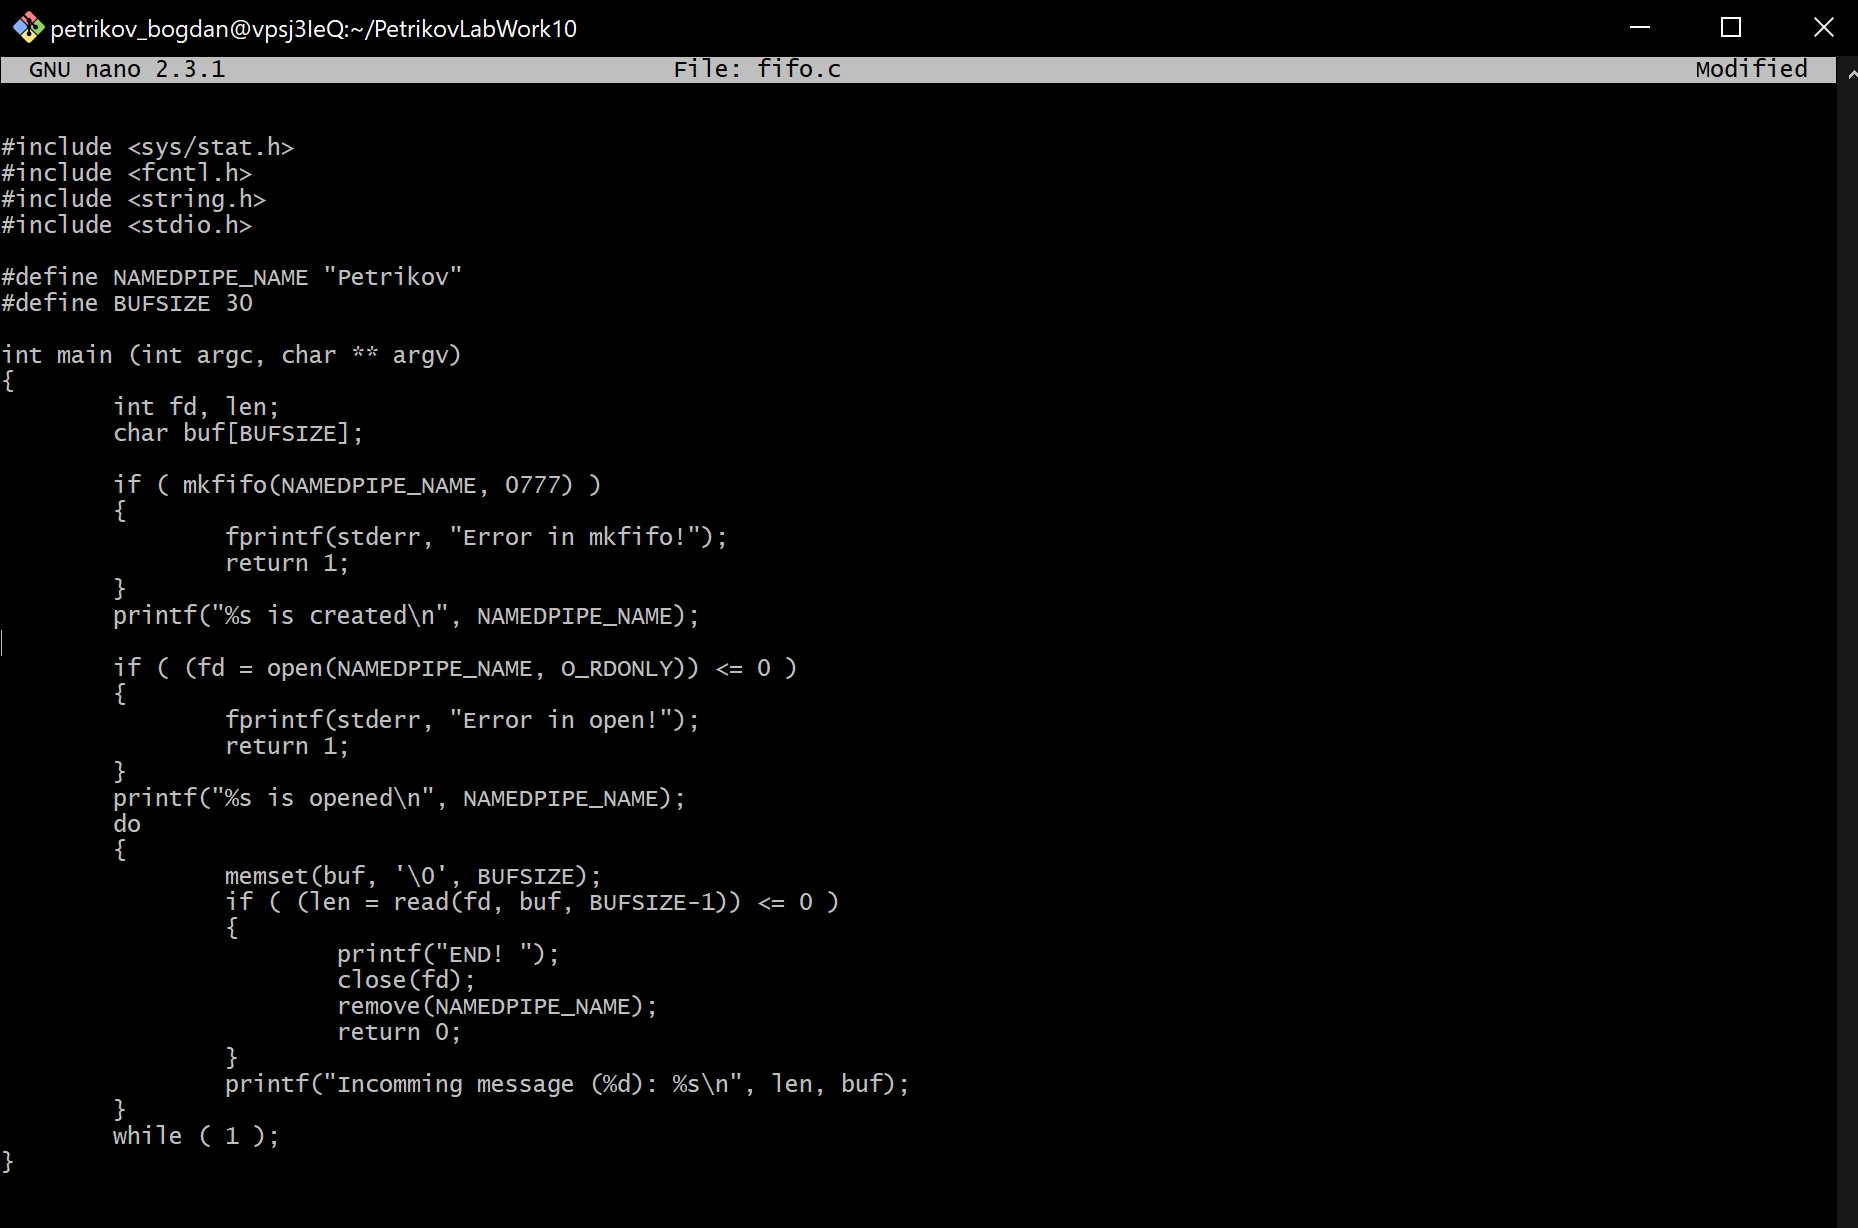 petrikov_bogdan@vpsj3IeQ:~/PetrikovLabWork10
GNU nano 2.3.1 File: fifo.c Modified
#include <sys/stat.h>
#include <fcntl.h>
#include <string.h>
#include <stdio.h>
#define NAMEDPIPE_NAME "Petrikov"
#define BUFSIZE 30
int main (int argc, char ** argv)
{
int fd, len;
char buf[BUFSIZE];
if ( mkfifo(NAMEDPIPE_NAME, 0777) )
{
fprintf(stderr, "Error in mkfifo!");
return 1;
}
printf("%s is created\n", NAMEDPIPE_NAME);
if ( (fd = open(NAMEDPIPE_NAME, O_RDONLY)) <= 0 )
{
fprintf(stderr, "Error in open!");
return 1;
}
printf("%s is opened\n", NAMEDPIPE_NAME);
do
{
memset(buf, '\0', BUFSIZE);
if ( (len = read(fd, buf, BUFSIZE-1)) <= 0 )
{
printf("END! ");
close(fd);
remove(NAMEDPIPE_NAME);
return 0;
}
printf("Incomming message (%d): %s\n", len, buf);
}
while ( 1 );
}